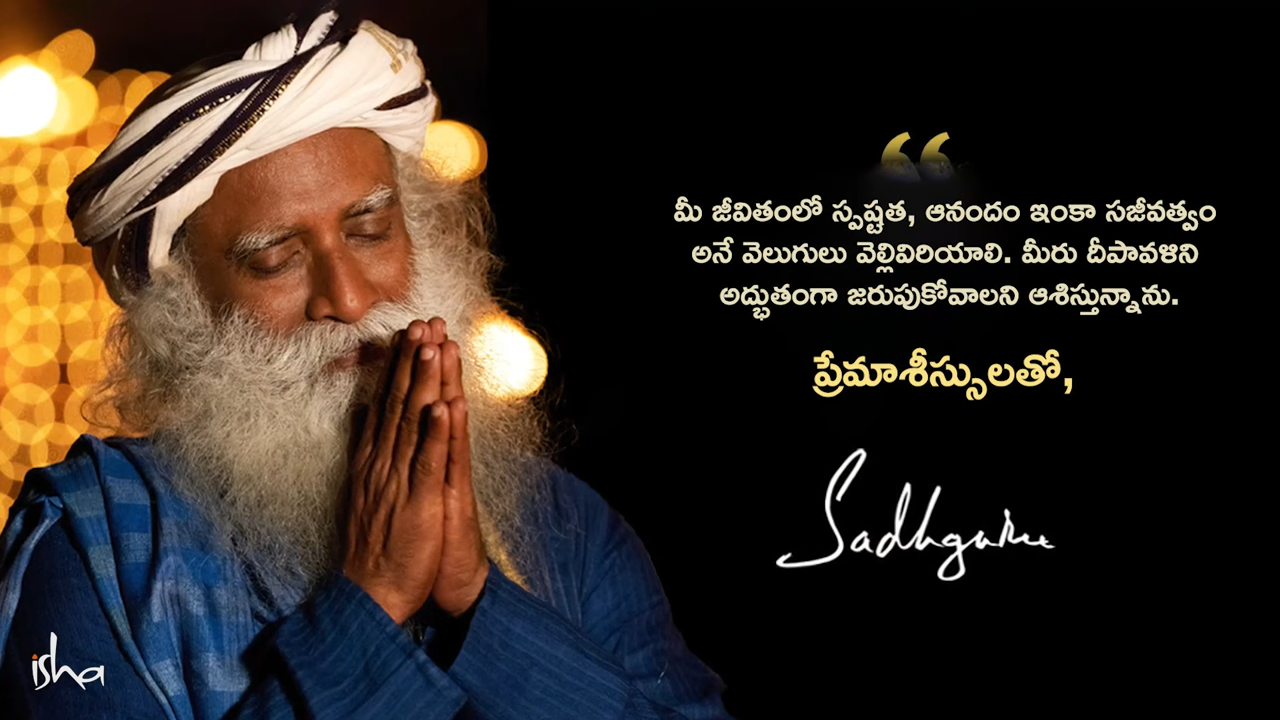 “
మీ జీవితంలో స్పష్టత, ఆనందం ఇంకా సజీవత్వం
అనే వెలుగులు వెల్లివిరియాలి. మీరు దీపావళిని
అద్భుతంగా జరుపుకోవాలని ఆశిస్తున్నాను.
ప్రేమాశీస్సులతో,
Sadhguru
isha